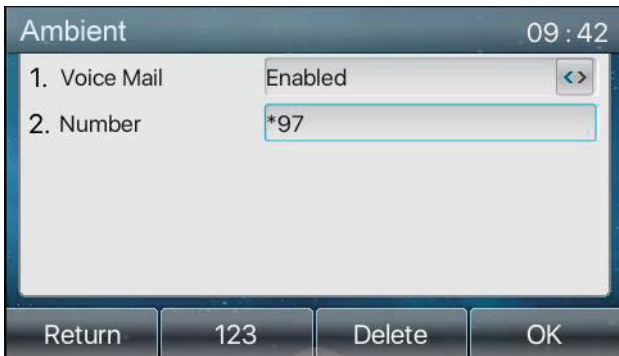 Ambient 09:42
1. Voice Mail Enabled <>
2. Number *97
Return 123 Delete OK